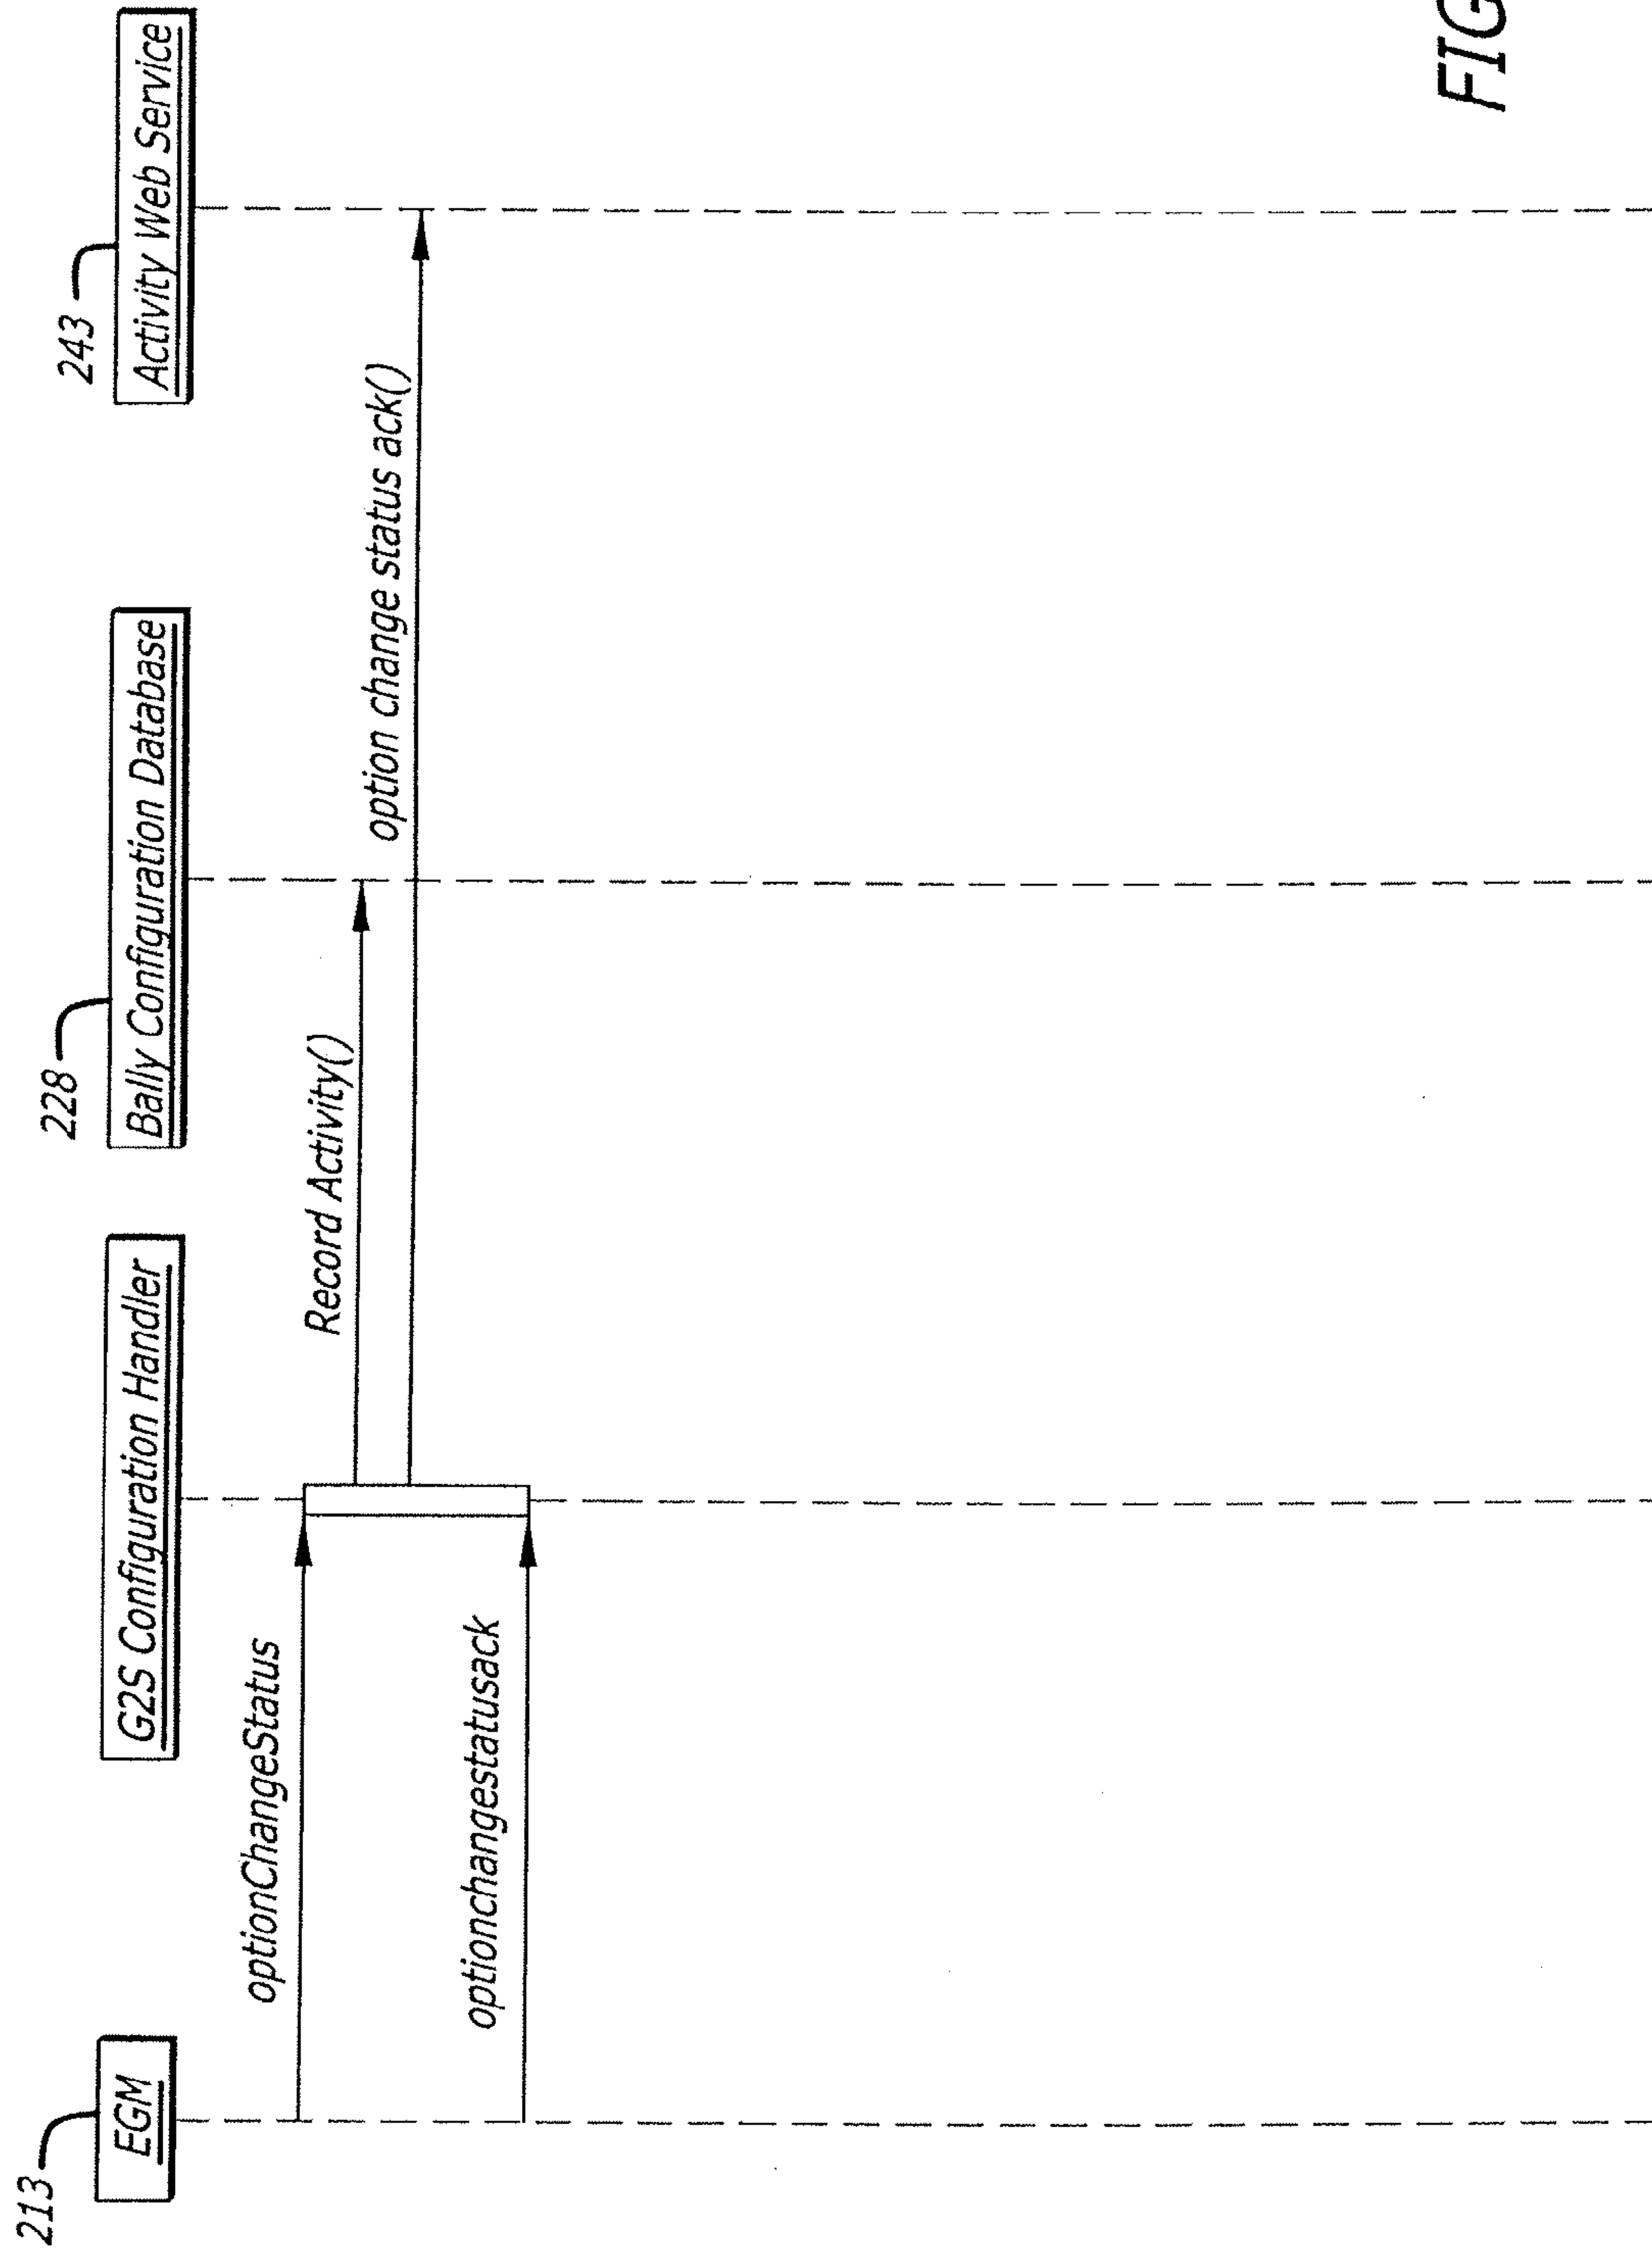 213
EGM
G2S Configuration Handler
228
Bally Configuration Database
243
Activity Web Service
optionChangeStatus
Record Activity()
option change status ack()
optionchangestatusack
FIG